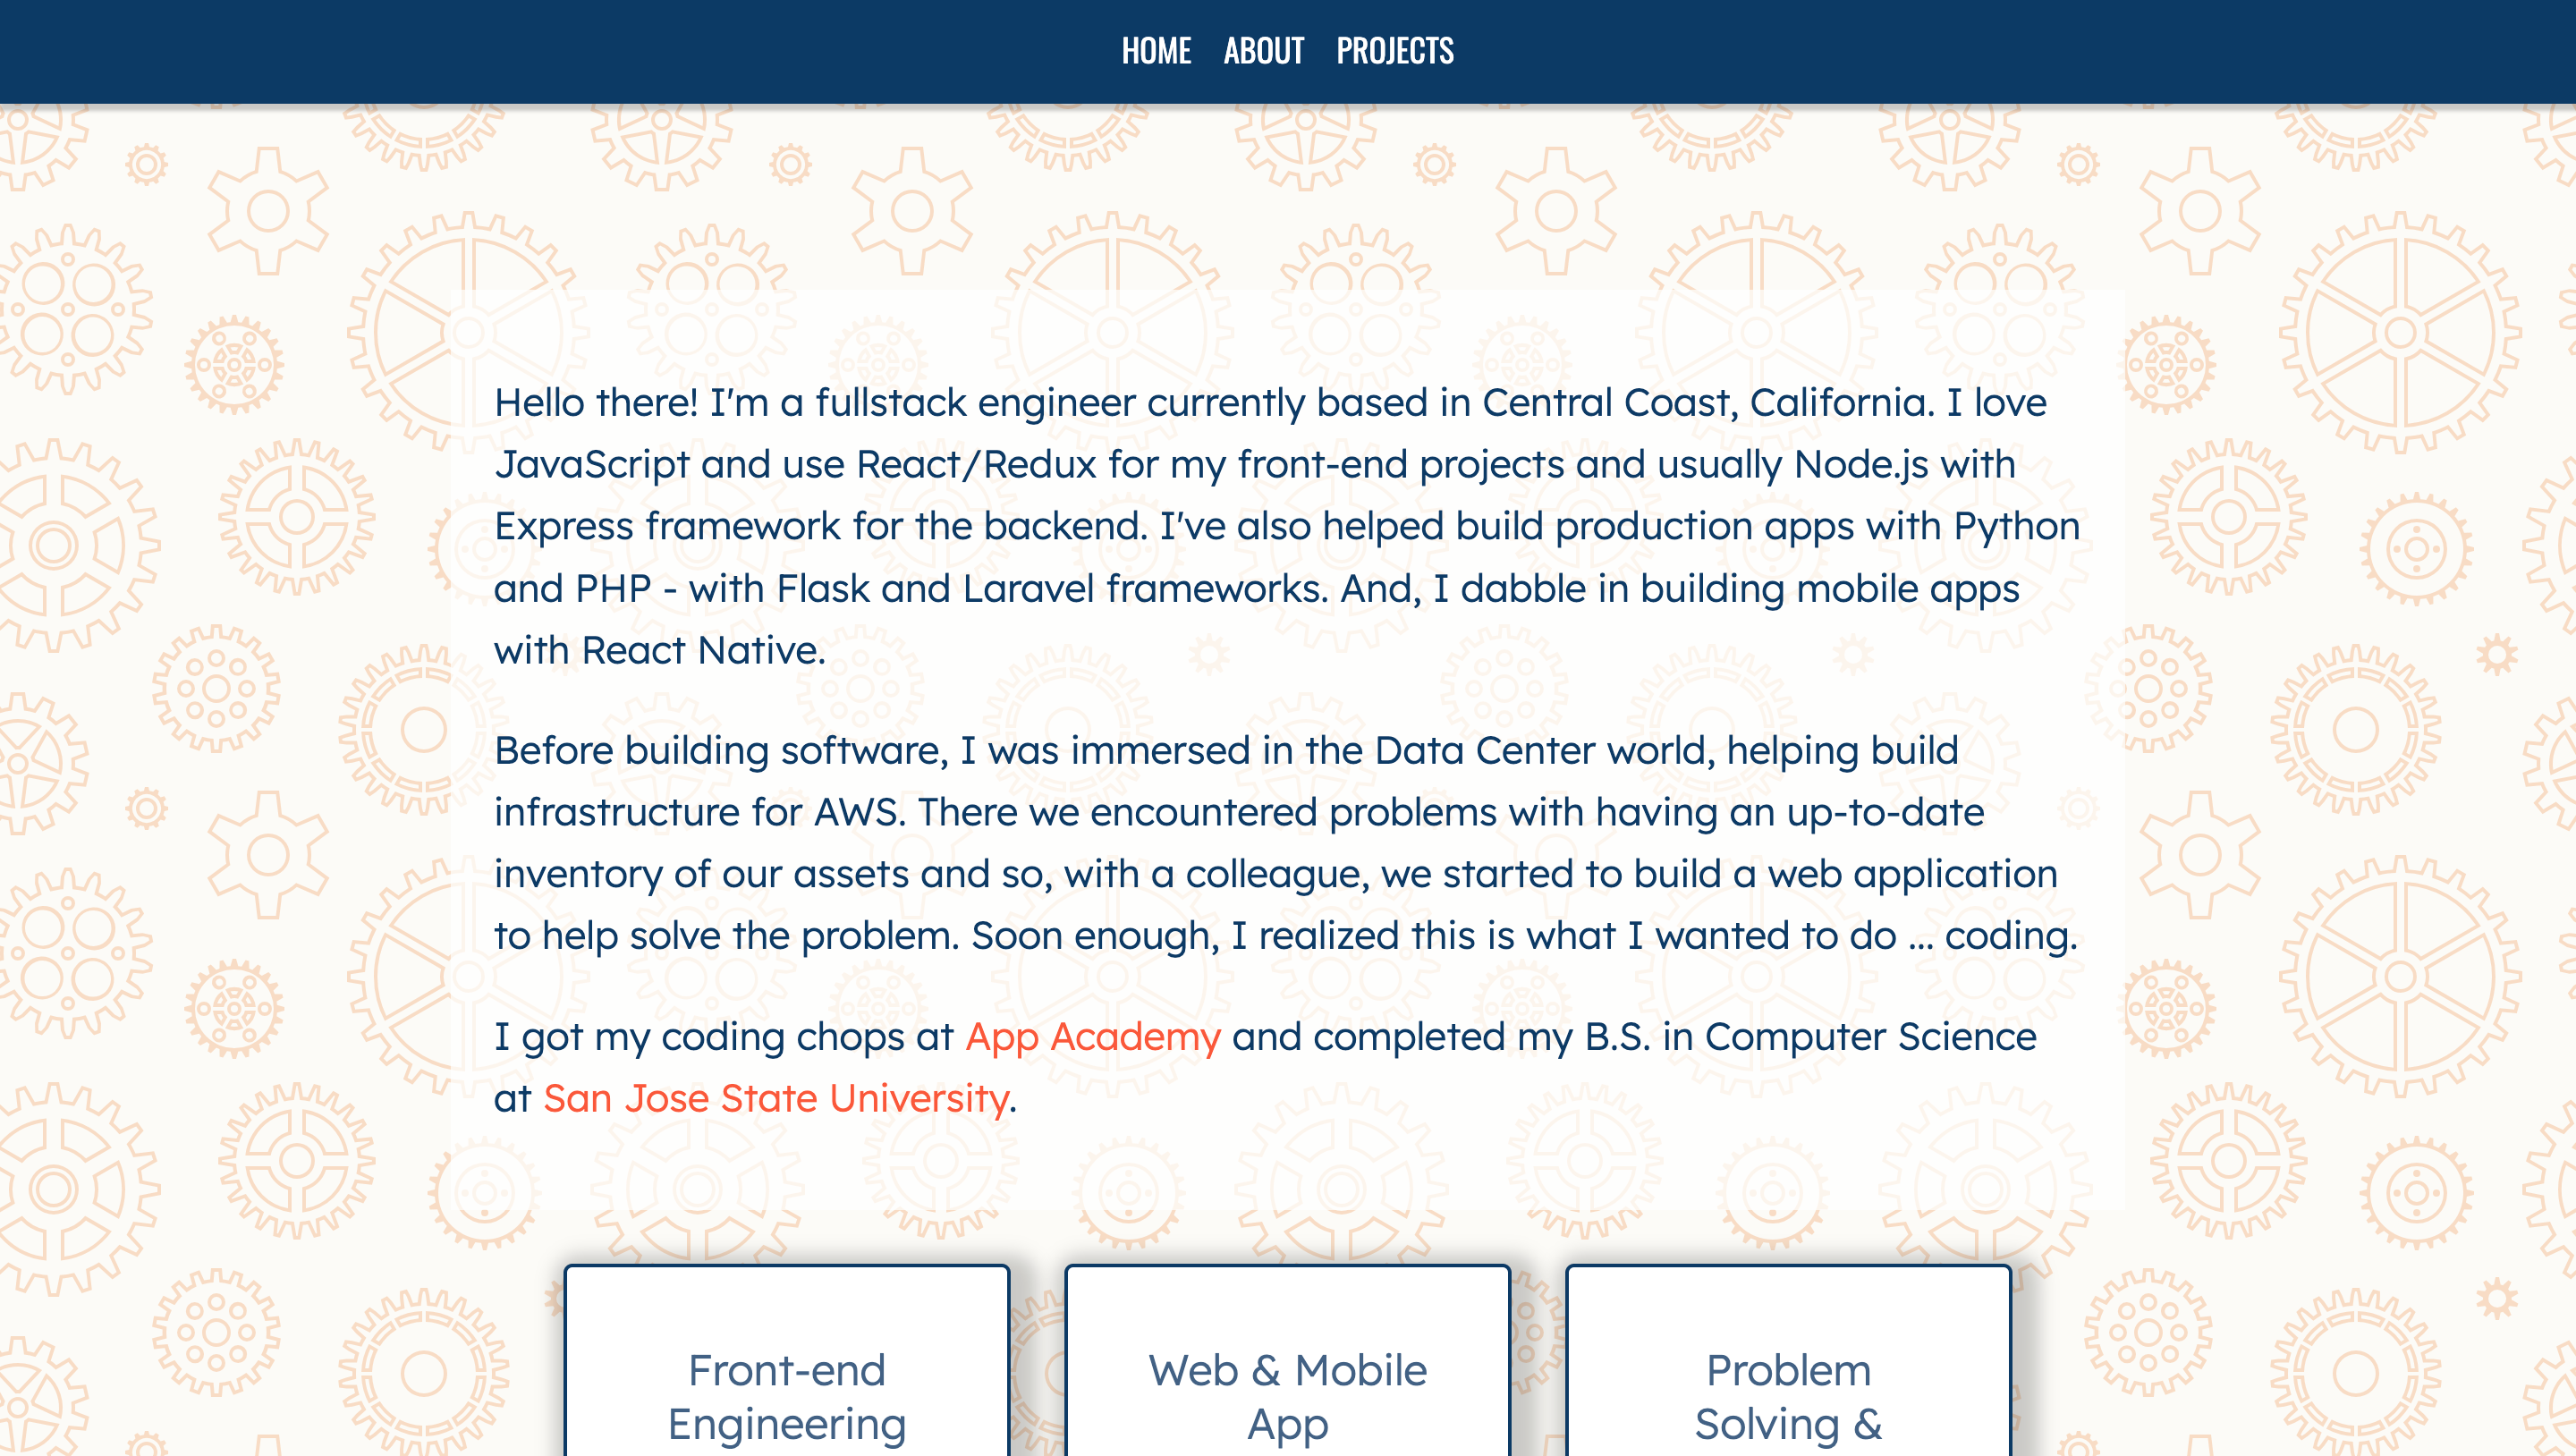 HOME ABOUT PROJECTS
Hello there! I'm a fullstack engineer currently based in Central Coast, California. I love
JavaScript and use React/Redux for my front-end projects and usually Node.js with
Express framework for the backend. I've also helped build production apps with Python
and PHP - with Flask and Laravel frameworks. And, I dabble in building mobile apps
with React Native.
Before building software, I was immersed in the Data Center world, helping build
infrastructure for AWS. There we encountered problems with having an up-to-date
inventory of our assets and so, with a colleague, we started to build a web application
to help solve the problem. Soon enough, I realized this is what I wanted to do ... coding.
I got my coding chops at App Academy and completed my B.S. in Computer Science
at San Jose State University.
Front-end
Engineering
Web & Mobile
App
Problem
Solving &